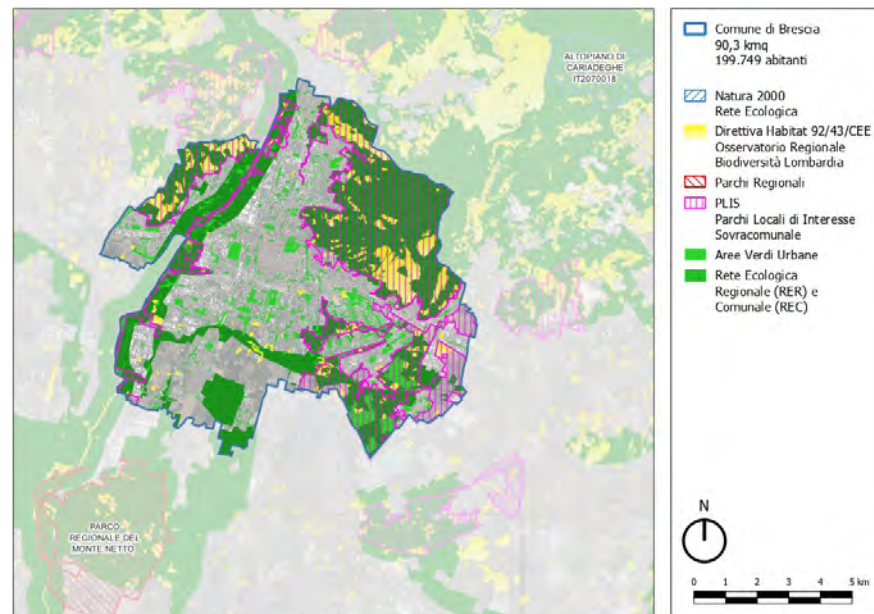 ALTOPIANO DI
CARIADEGHE
IT2070018
PARCO
REGIONALE DEL
MONTE NETTO
Comune di Brescia
90,3 kmq
199.749 abitanti
Natura 2000
Rete Ecologica
Direttiva Habitat 92/43/CEE
Osservatorio Regionale
Biodiversità Lombardia
Parchi Regionali
PLIS
Parchi Locali di Interesse
Sovracomunale
Aree Verdi Urbane
Rete Ecologica
Regionale (RER) e
Comunale (REC)
N
0 1 2 3 4 5 km